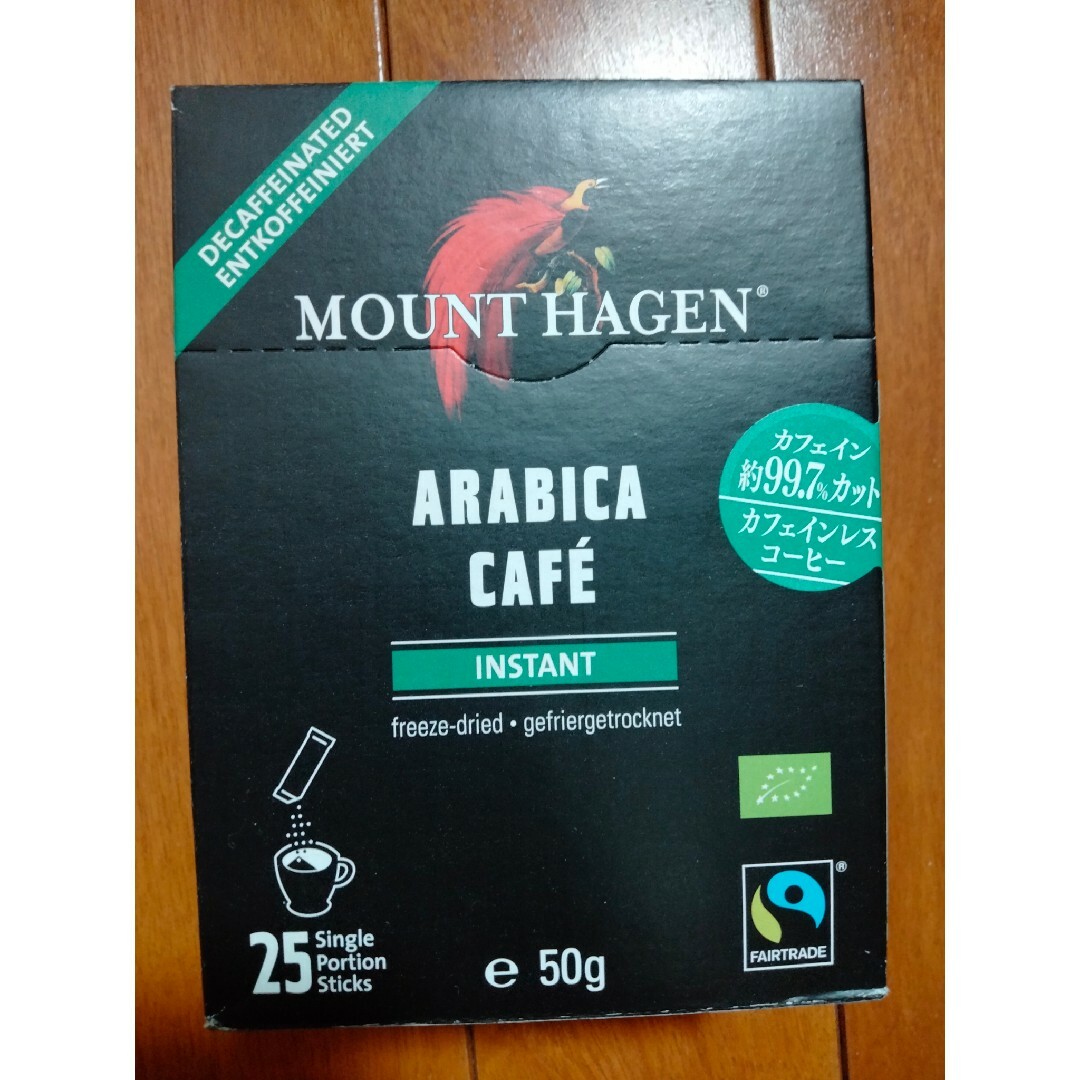 DECAFFEINATED
ENTKOFFEINIERT
MOUNT HAGEN®
ARABICA
CAFÉ
カフェイン
約99.7%カット
カフェインレス
コーヒー
INSTANT
freeze-dried • gefriergetrocknet
25 Single
Portion
Sticks
℮ 50g
FAIRTRADE
®